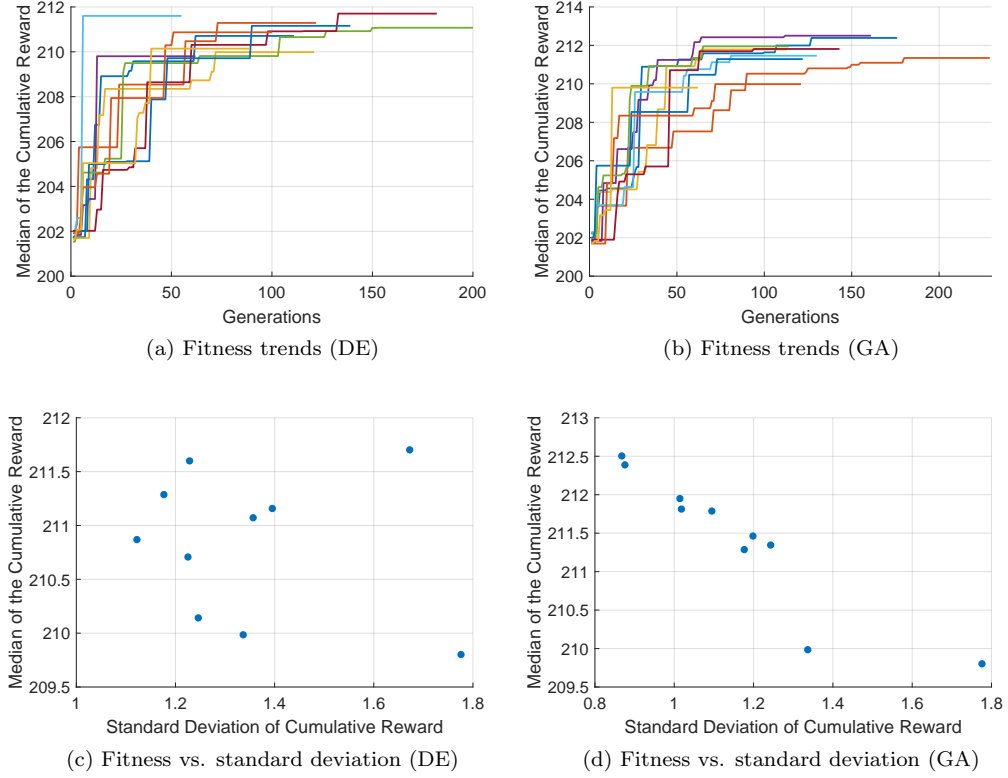 212
210
208
206
204
202
200
Median of the Cumulative Reward
0 50 100 150 200
Generations
(a) Fitness trends (DE)
214
212
210
208
206
204
202
200
Median of the Cumulative Reward
0 50 100 150 200
Generations
(b) Fitness trends (GA)
212
211.5
211
210.5
210
209.5
Median of the Cumulative Reward
1 1.2 1.4 1.6 1.8
Standard Deviation of Cumulative Reward
(c) Fitness vs. standard deviation (DE)
213
212.5
212
211.5
211
210.5
210
209.5
Median of the Cumulative Reward
0.8 1 1.2 1.4 1.6 1.8
Standard Deviation of Cumulative Reward
(d) Fitness vs. standard deviation (GA)